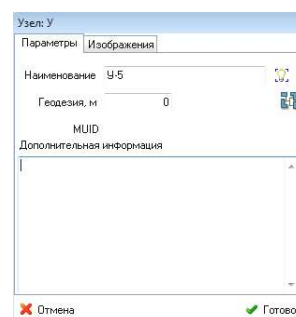 Узел: У
Параметры Изображения
Наименование У-5
Геодезия, м 0
MUID
Дополнительная информация
Отмена Готово